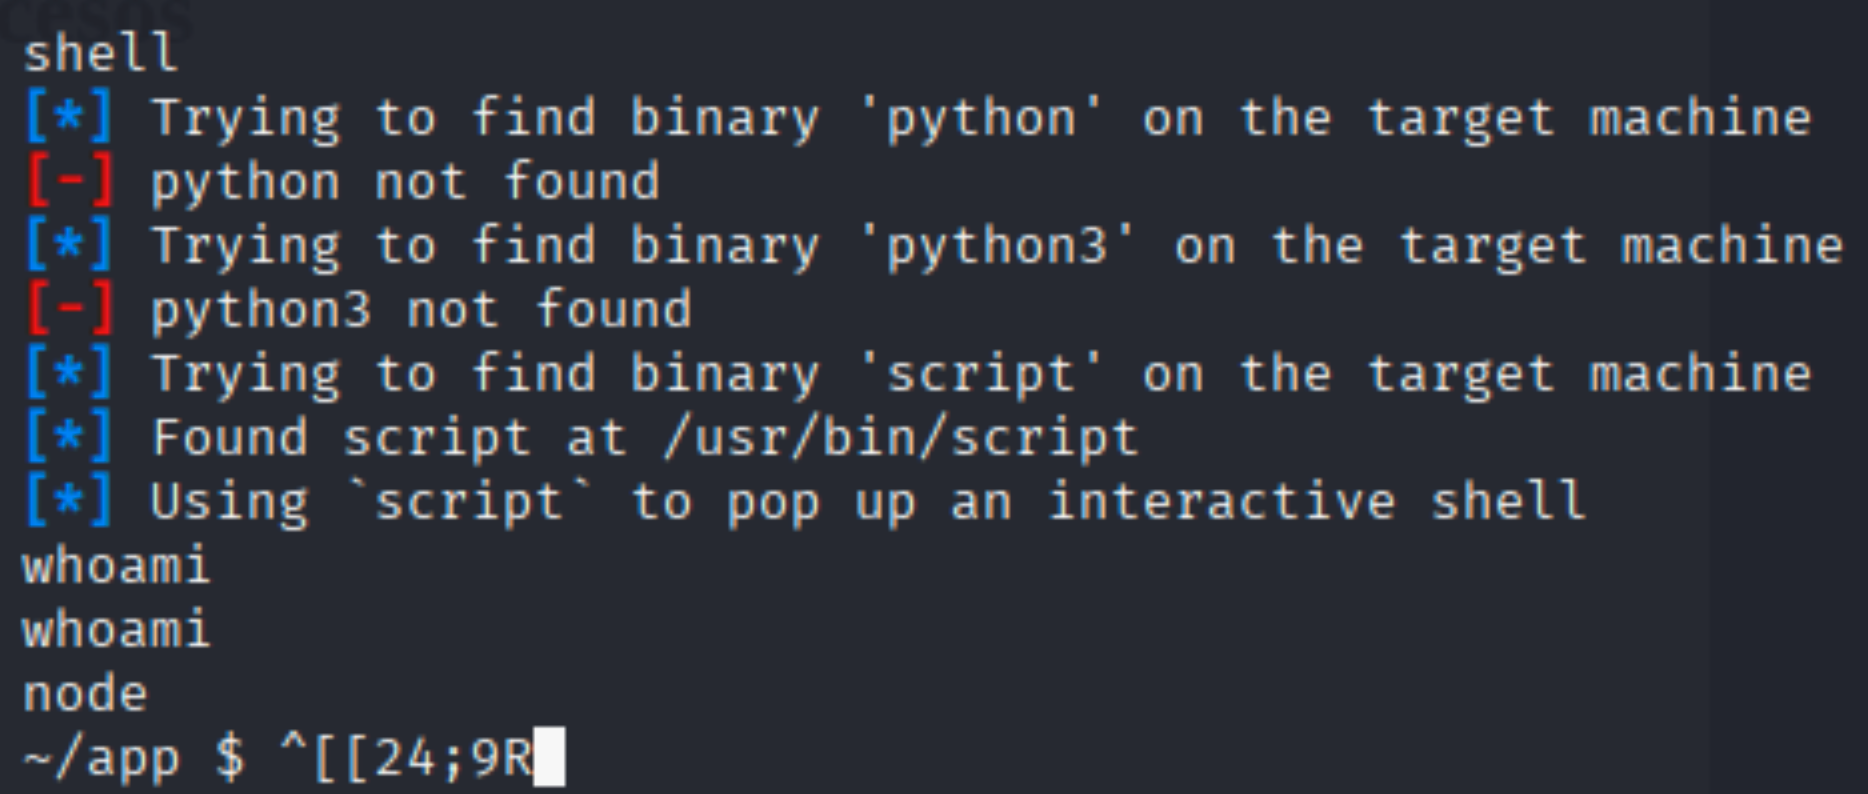 cesos
shell
[*] Trying to find binary 'python' on the target machine
[-] python not found
[*] Trying to find binary 'python3' on the target machine
[-] python3 not found
[*] Trying to find binary 'script' on the target machine
[*] Found script at /usr/bin/script
[*] Using `script` to pop up an interactive shell
whoami
whoami
node
~/app $ ^[[24;9R